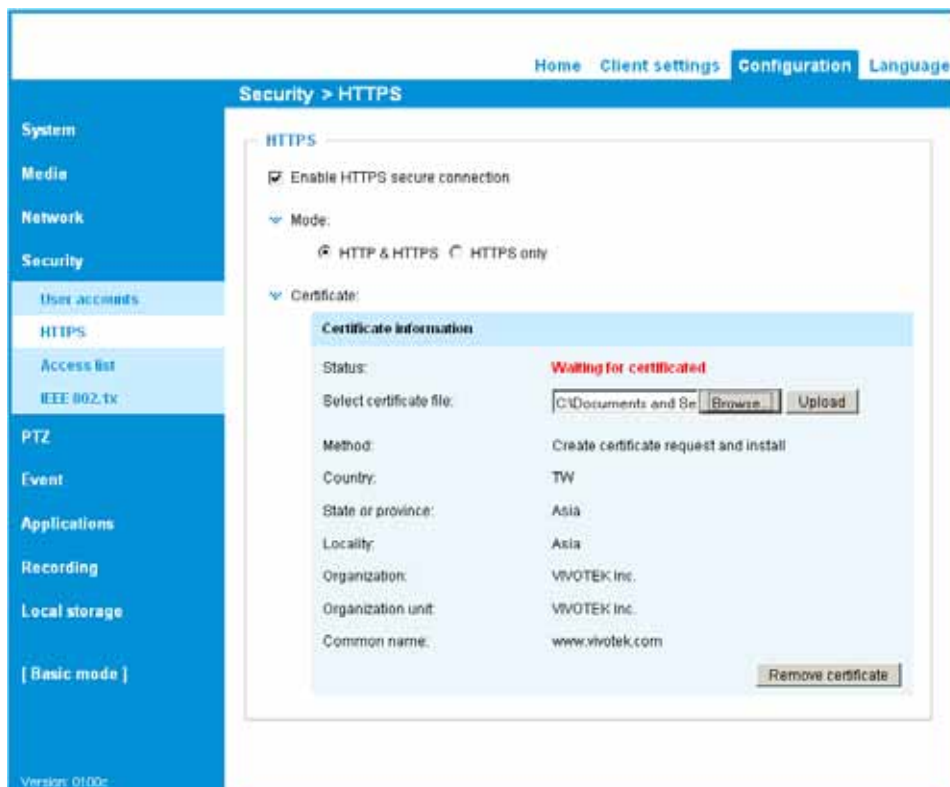 Home Client settings Configuration Language
Security > HTTPS
System
Media
Network
Security
User accounts
HTTPS
Access list
IEEE 802.1x
PTZ
Event
Applications
Recording
Local storage
[ Basic mode ]
Version: 0100c
HTTPS
Enable HTTPS secure connection
Mode:
HTTP & HTTPS HTTPS only
Certificate:
Certificate information
Status: Waiting for certificated
Select certificate file: C:\Documents and Se Browse... Upload
Method: Create certificate request and install
Country: TW
State or province: Asia
Locality: Asia
Organization: VIVOTEK Inc.
Organization unit: VIVOTEK Inc.
Common name: www.vivotek.com
Remove certificate